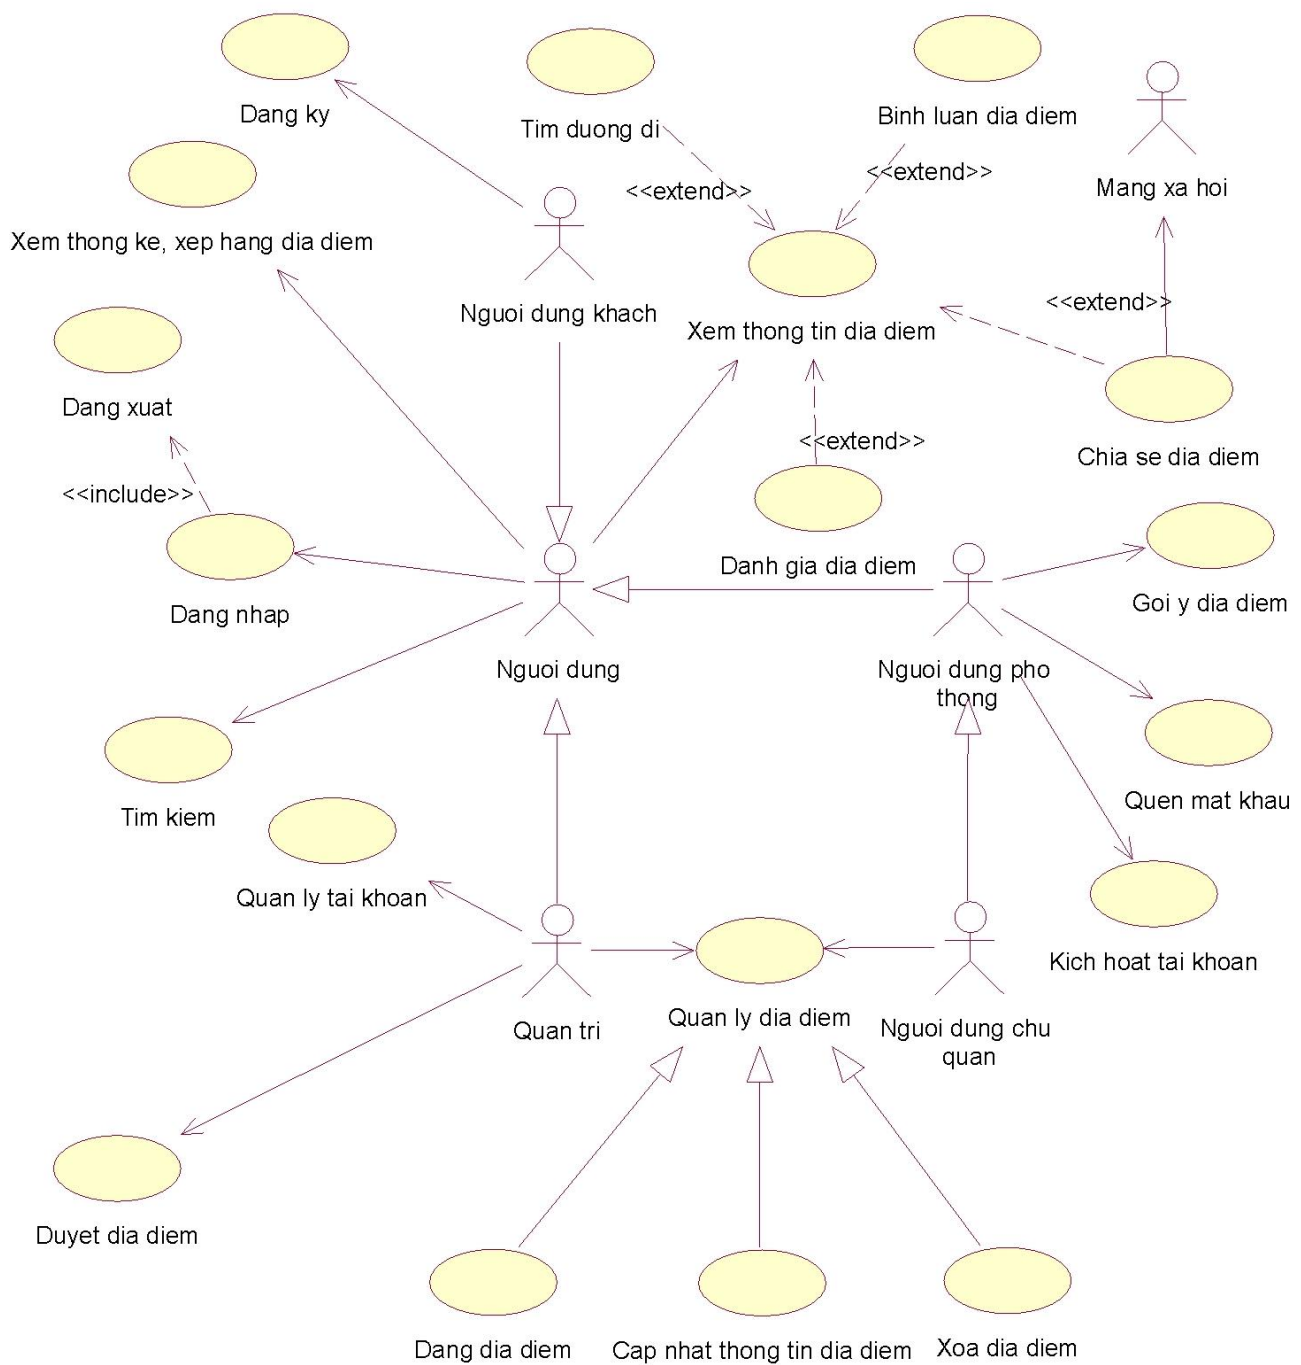 Dang ky
Tim duong di
Binh luan dia diem
Mang xa hoi
<<extend>>
<<extend>>
Xem thong ke, xep hang dia diem
Nguoi dung khach
Xem thong tin dia diem
<<extend>>
Dang xuat
<<extend>>
Chia se dia diem
<<include>>
Danh gia dia diem
Dang nhap
Goi y dia diem
Nguoi dung
Nguoi dung pho
thong
Tim kiem
Quen mat khau
Quan ly tai khoan
Kich hoat tai khoan
Quan tri
Quan ly dia diem
Nguoi dung chu
quan
Duyet dia diem
Dang dia diem
Cap nhat thong tin dia diem
Xoa dia diem